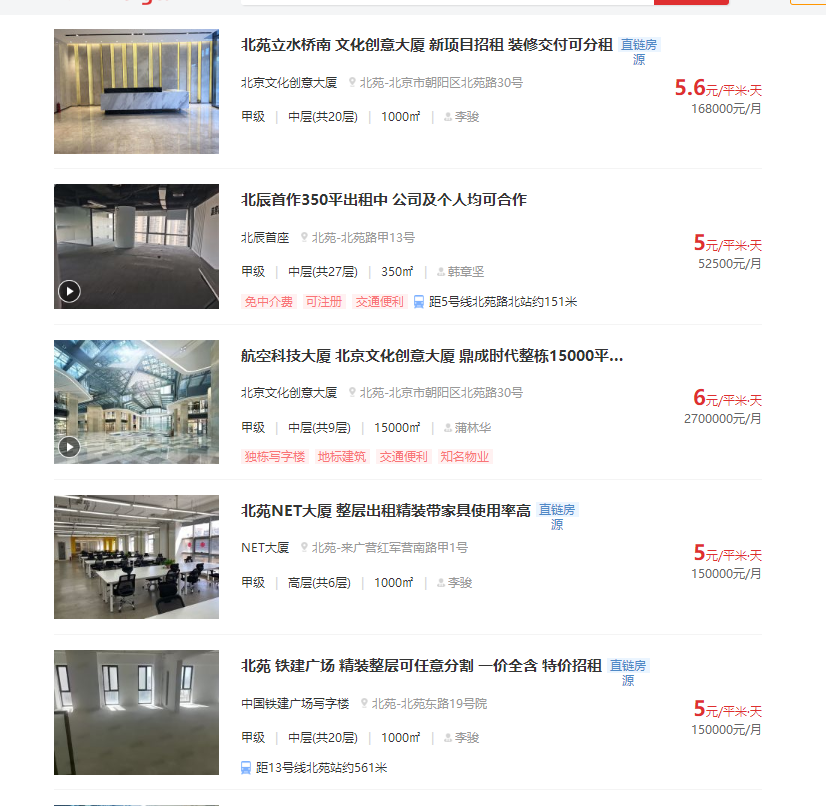 北苑立水桥南 文化创意大厦 新项目招租 装修交付可分租 直链房
源
北京文化创意大厦 北苑-北京市朝阳区北苑路30号
5.6元/平米·天
168000元/月
甲级 | 中层(共20层) | 1000㎡ | 李骏
北辰首作350平出租中 公司及个人均可合作
北辰首座 北苑-北苑路甲13号
5元/平米·天
52500元/月
甲级 | 中层(共27层) | 350㎡ | 韩章坚
免中介费 可注册 交通便利 距5号线北苑路北站约151米
航空科技大厦 北京文化创意大厦 鼎成时代整栋15000平...
北京文化创意大厦 北苑-北京市朝阳区北苑路30号
6元/平米·天
2700000元/月
甲级 | 中层(共9层) | 15000㎡ | 蒲林华
独栋写字楼 地标建筑 交通便利 知名物业
北苑NET大厦 整层出租精装带家具使用率高 直链房
源
NET大厦 北苑-来广营红军营南路甲1号
5元/平米·天
150000元/月
甲级 | 高层(共6层) | 1000㎡ | 李骏
北苑 铁建广场 精装整层可任意分割 一价全含 特价招租 直链房
源
中国铁建广场写字楼 北苑-北苑东路19号院
5元/平米·天
150000元/月
甲级 | 中层(共20层) | 1000㎡ | 李骏
距13号线北苑站约561米